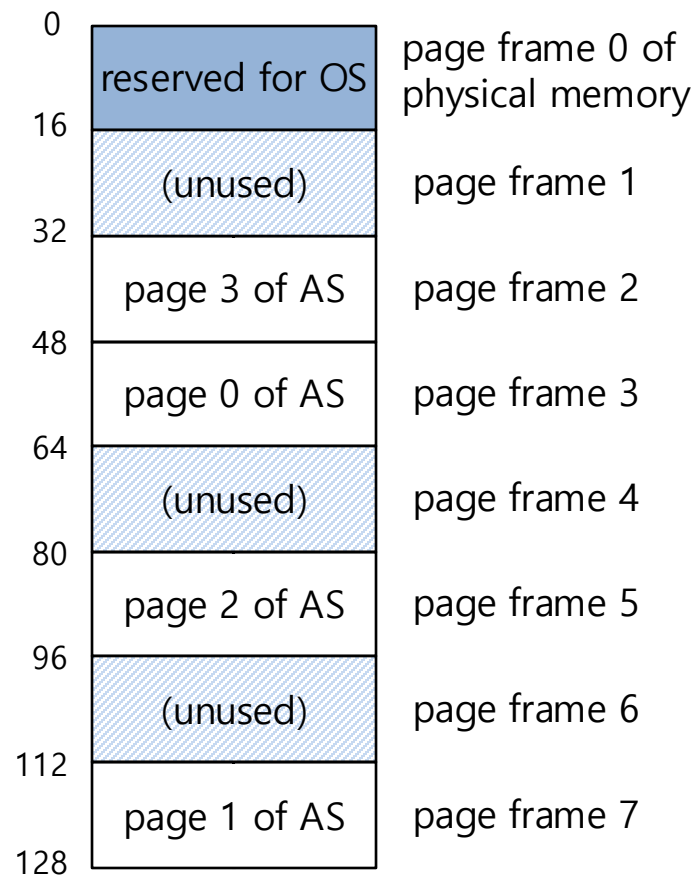 0
reserved for OS
page frame 0 of
physical memory
16
(unused)
page frame 1
32
page 3 of AS
page frame 2
48
page 0 of AS
page frame 3
64
(unused)
page frame 4
80
page 2 of AS
page frame 5
96
(unused)
page frame 6
112
page 1 of AS
page frame 7
128